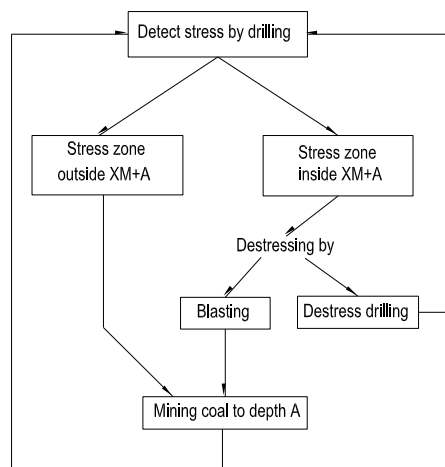 Detect stress by drilling
Stress zone
outside XM+A
Stress zone
inside XM+A
Destressing by
Blasting
Destress drilling
Mining coal to depth A